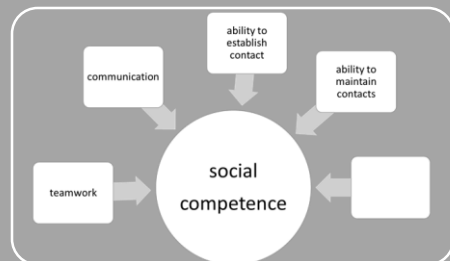 ability to
establish
contact
communication
ability to
maintain
contacts
teamwork
social
competence